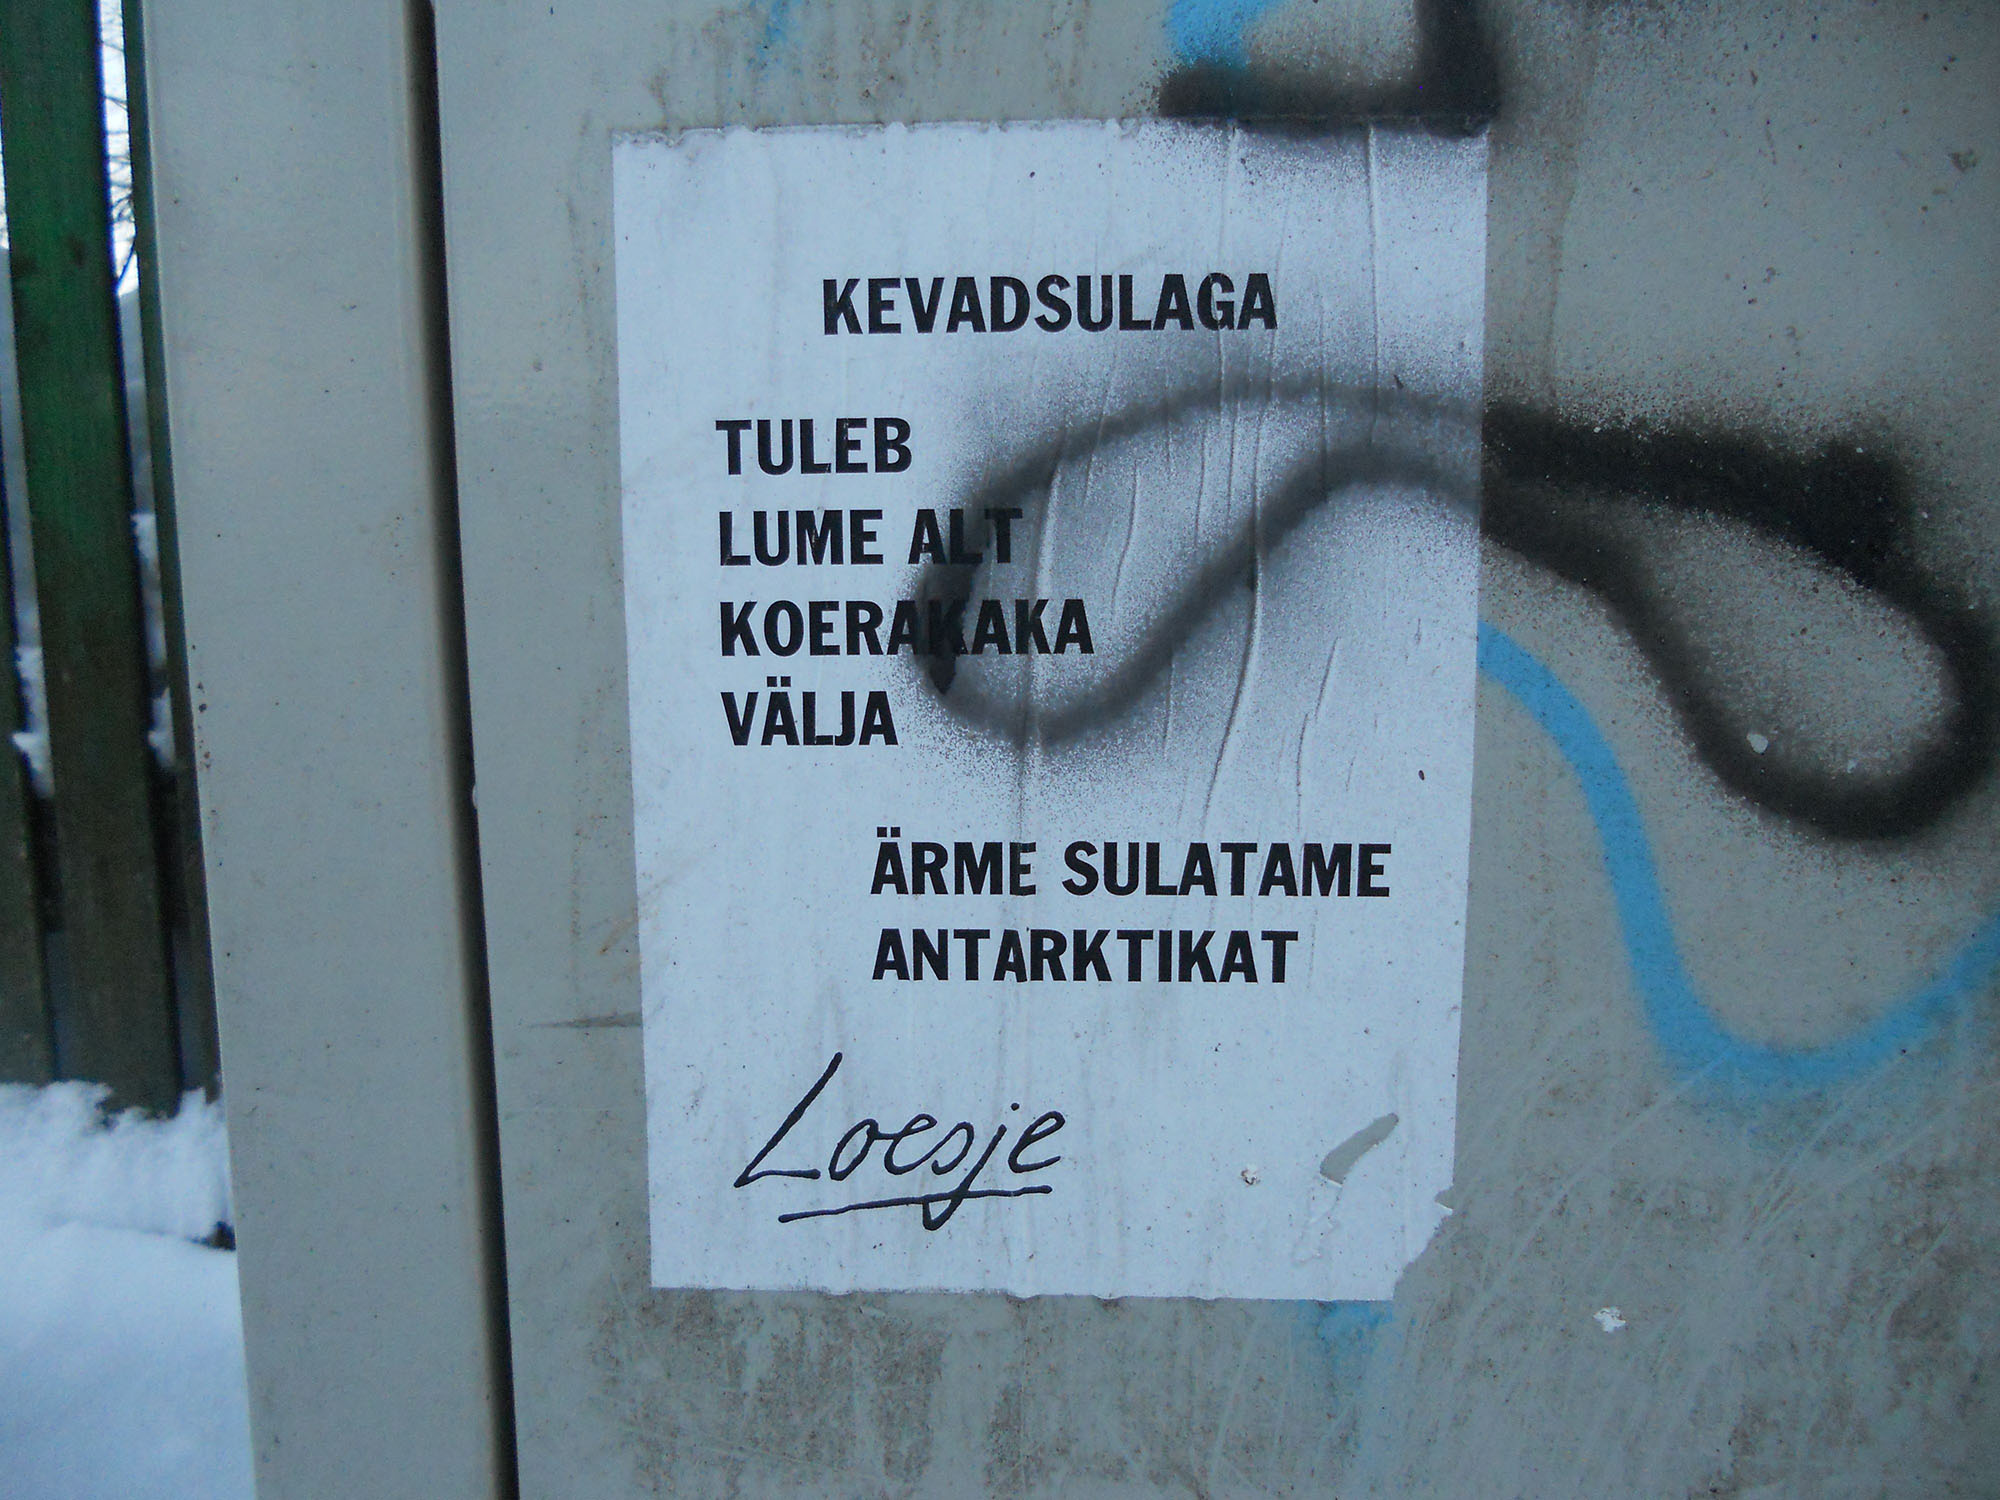 KEVADSULAGA
TULEB
LUME ALT
KOERAKAKA
VÄLJA
ÄRME SULATAME
ANTARKTIKAT
Loesje